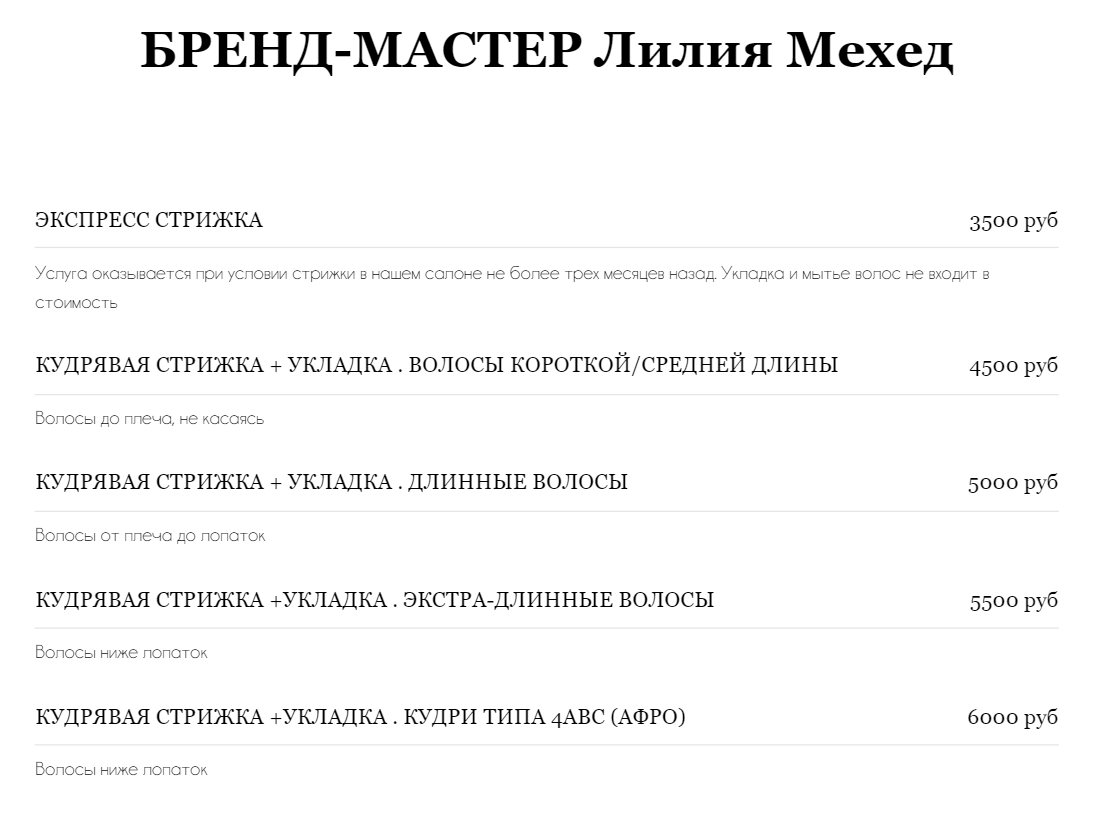 БРЕНД-МАСТЕР Лилия Мехед
ЭКСПРЕСС СТРИЖКА 3500 руб
Услуга оказывается при условии стрижки в нашем салоне не более трех месяцев назад. Укладка и мытье волос не входит в
стоимость
КУДРЯВАЯ СТРИЖКА + УКЛАДКА . ВОЛОСЫ КОРОТКОЙ/СРЕДНЕЙ ДЛИНЫ 4500 руб
Волосы до плеча, не касаясь
КУДРЯВАЯ СТРИЖКА + УКЛАДКА . ДЛИННЫЕ ВОЛОСЫ 5000 руб
Волосы от плеча до лопаток
КУДРЯВАЯ СТРИЖКА +УКЛАДКА . ЭКСТРА-ДЛИННЫЕ ВОЛОСЫ 5500 руб
Волосы ниже лопаток
КУДРЯВАЯ СТРИЖКА +УКЛАДКА . КУДРИ ТИПА 4ABC (АФРО) 6000 руб
Волосы ниже лопаток